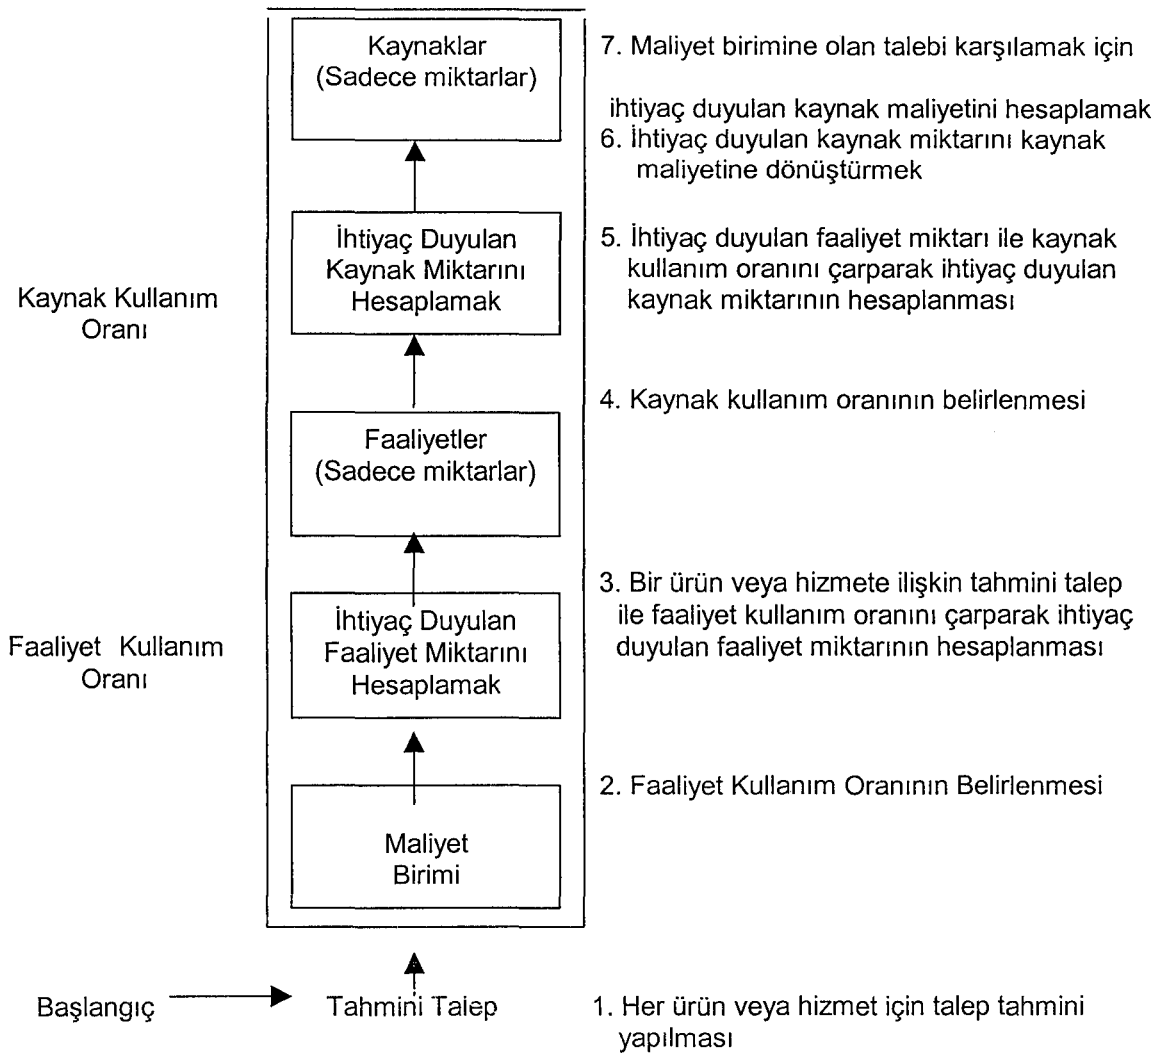 Kaynaklar
(Sadece miktarlar)
7. Maliyet birimine olan talebi karşılamak için
ihtiyaç duyulan kaynak maliyetini hesaplamak
6. İhtiyaç duyulan kaynak miktarını kaynak
maliyetine dönüştürmek
İhtiyaç Duyulan
Kaynak Miktarını
Hesaplamak
5. İhtiyaç duyulan faaliyet miktarı ile kaynak
kullanım oranını çarparak ihtiyaç duyulan
kaynak miktarının hesaplanması
Kaynak Kullanım
Oranı
4. Kaynak kullanım oranının belirlenmesi
Faaliyetler
(Sadece miktarlar)
3. Bir ürün veya hizmete ilişkin tahmini talep
ile faaliyet kullanım oranını çarparak ihtiyaç
duyulan faaliyet miktarının hesaplanması
İhtiyaç Duyulan
Faaliyet Miktarını
Hesaplamak
Faaliyet Kullanım
Oranı
2. Faaliyet Kullanım Oranının Belirlenmesi
Maliyet
Birimi
Başlangıç
Tahmini Talep
1. Her ürün veya hizmet için talep tahmini
yapılması